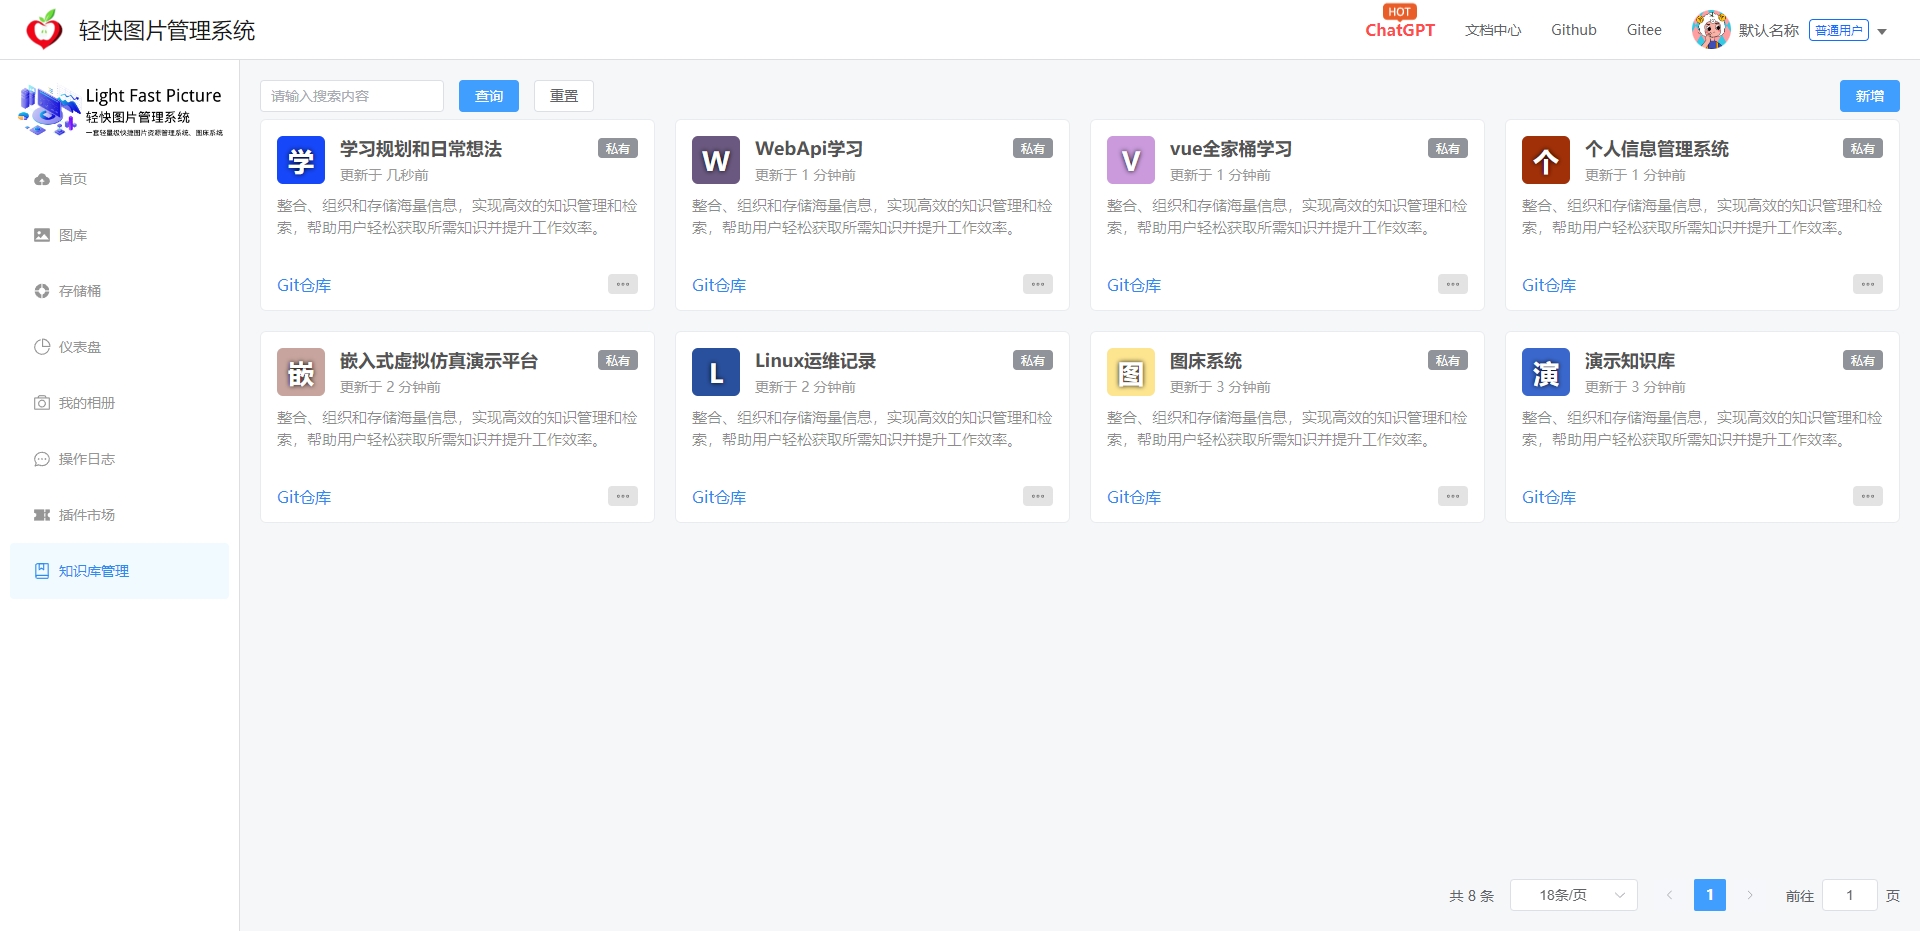 轻快图片管理系统
HOT
ChatGPT
文档中心
Github
Gitee
默认名称
普通用户
Light Fast Picture
轻快图片管理系统
一套轻量级快捷图片资源管理系统、图床系统
首页
图库
存储桶
仪表盘
我的相册
操作日志
插件市场
知识库管理
请输入搜索内容
查询
重置
新增
学
学习规划和日常想法
私有
更新于 几秒前
整合、组织和存储海量信息，实现高效的知识管理和检
索，帮助用户轻松获取所需知识并提升工作效率。
Git仓库
W
WebApi学习
私有
更新于 1 分钟前
整合、组织和存储海量信息，实现高效的知识管理和检
索，帮助用户轻松获取所需知识并提升工作效率。
Git仓库
V
vue全家桶学习
私有
更新于 1 分钟前
整合、组织和存储海量信息，实现高效的知识管理和检
索，帮助用户轻松获取所需知识并提升工作效率。
Git仓库
个
个人信息管理系统
私有
更新于 1 分钟前
整合、组织和存储海量信息，实现高效的知识管理和检
索，帮助用户轻松获取所需知识并提升工作效率。
Git仓库
嵌
嵌入式虚拟仿真演示平台
私有
更新于 2 分钟前
整合、组织和存储海量信息，实现高效的知识管理和检
索，帮助用户轻松获取所需知识并提升工作效率。
Git仓库
L
Linux运维记录
私有
更新于 2 分钟前
整合、组织和存储海量信息，实现高效的知识管理和检
索，帮助用户轻松获取所需知识并提升工作效率。
Git仓库
图
图床系统
私有
更新于 3 分钟前
整合、组织和存储海量信息，实现高效的知识管理和检
索，帮助用户轻松获取所需知识并提升工作效率。
Git仓库
演
演示知识库
私有
更新于 3 分钟前
整合、组织和存储海量信息，实现高效的知识管理和检
索，帮助用户轻松获取所需知识并提升工作效率。
Git仓库
共 8 条
18条/页
1
前往
1
页